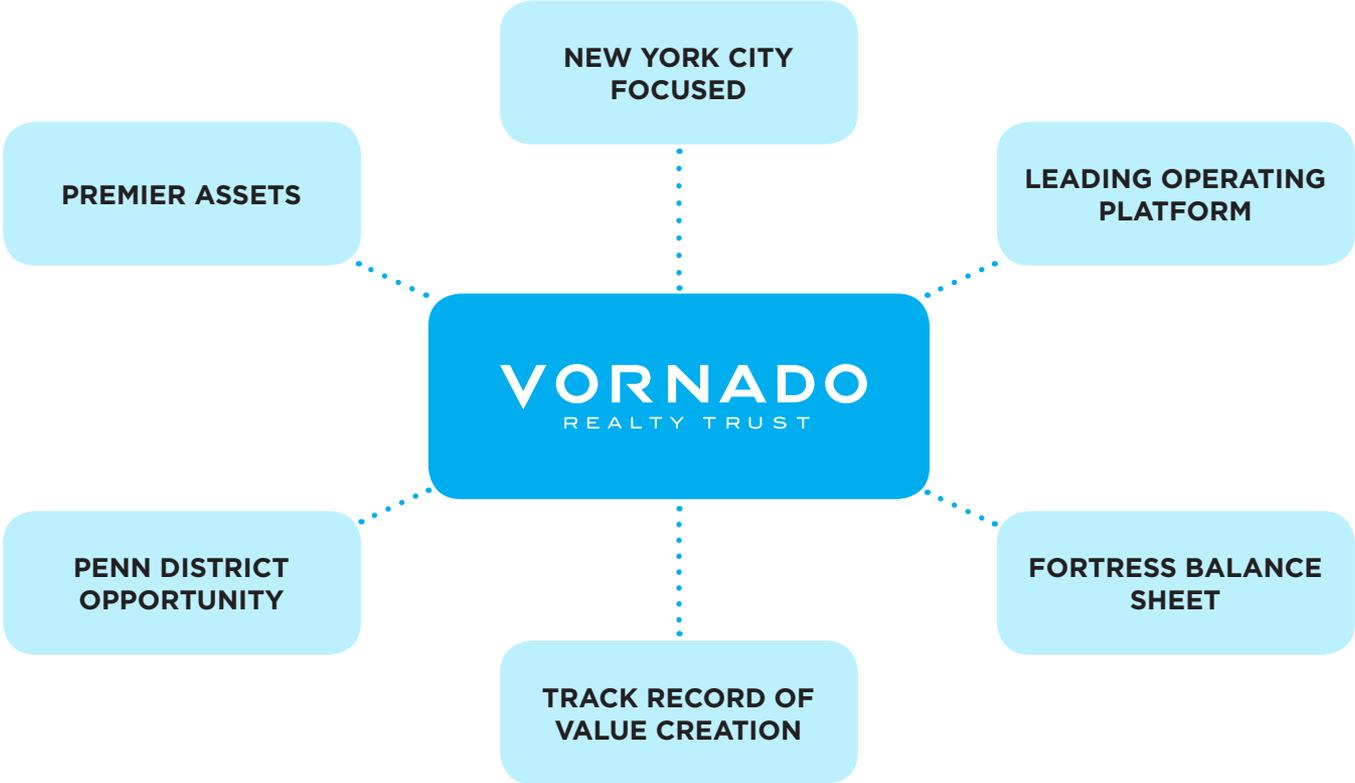 NEW YORK CITY
FOCUSED
PREMIER ASSETS
LEADING OPERATING
PLATFORM
VORNADO
REALTY TRUST
PENN DISTRICT
OPPORTUNITY
FORTRESS BALANCE
SHEET
TRACK RECORD OF
VALUE CREATION